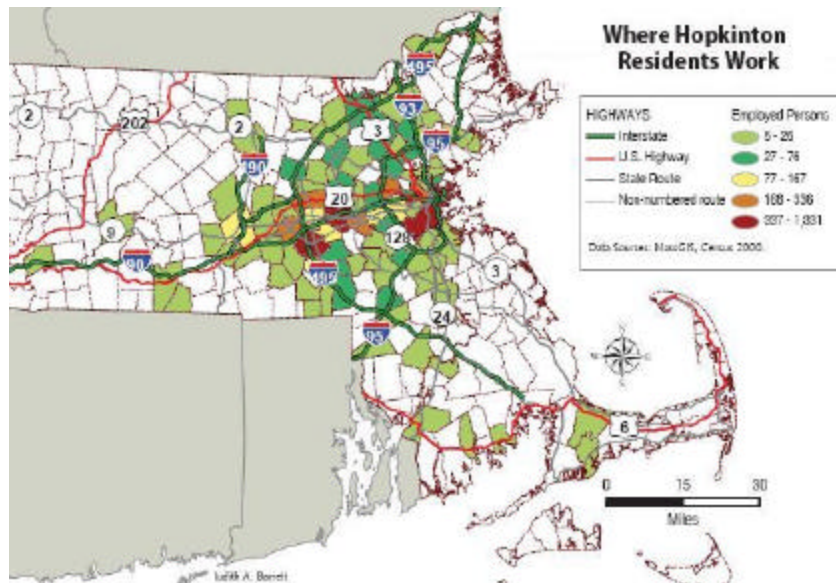 Where Hopkinton
Residents Work
HIGHWAYS
Interstate
U.S. Highway
State Route
Non-numbered route
Employed Persons
5 - 26
27 - 76
77 - 167
168 - 336
337 - 1,831
Data Sources: MassGIS, Census 2000.
495
93
95
3
2
202
2
190
20
9
90
128
495
3
24
95
6
0 15 30
Miles
Judith A. Barrett